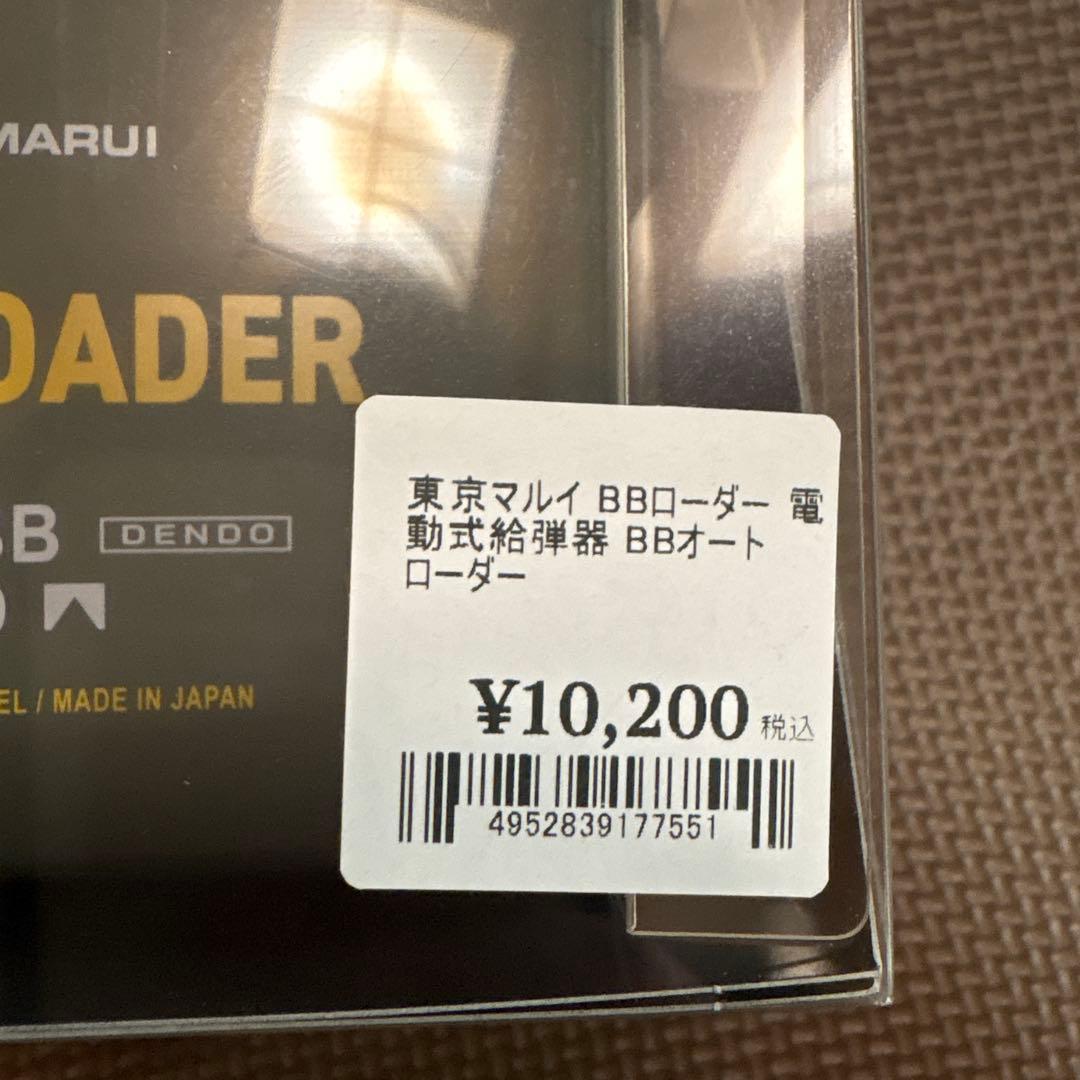 MARUI
OADER
BB DENDO
EL / MADE IN JAPAN
東京マルイ BBローダー 電
動式給弾器 BBオート
ローダー
¥10,200 税込
4952839177551